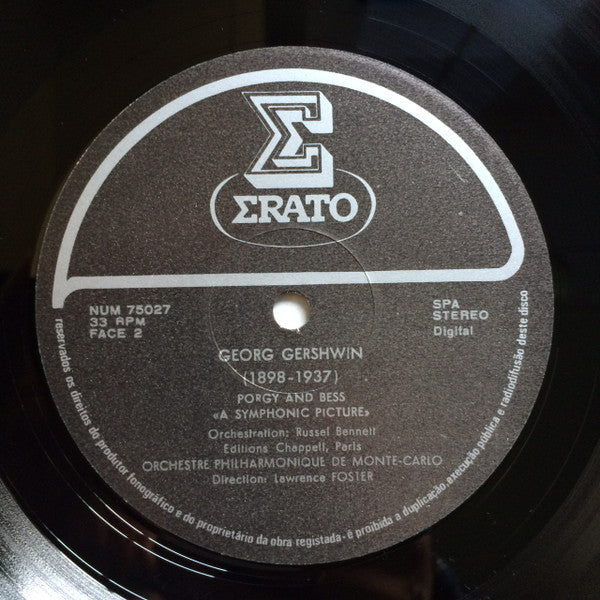 Σ
ΣRATO
NUM 75027
33 RPM
FACE 2
SPA
STEREO
Digital
GEORG GERSHWIN
(1898-1937)
PORGY AND BESS
«A SYMPHONIC PICTURE»
Orchestration: Russel Bennett
Editions Chappell, Paris
ORCHESTRE PHILHARMONIQUE DE MONTE-CARLO
Direction: Lawrence FOSTER
reservados os direitos do produtor fonográfico e do proprietário da obra registada-é proibida a duplicação,execução pública e radiodifusão deste disco